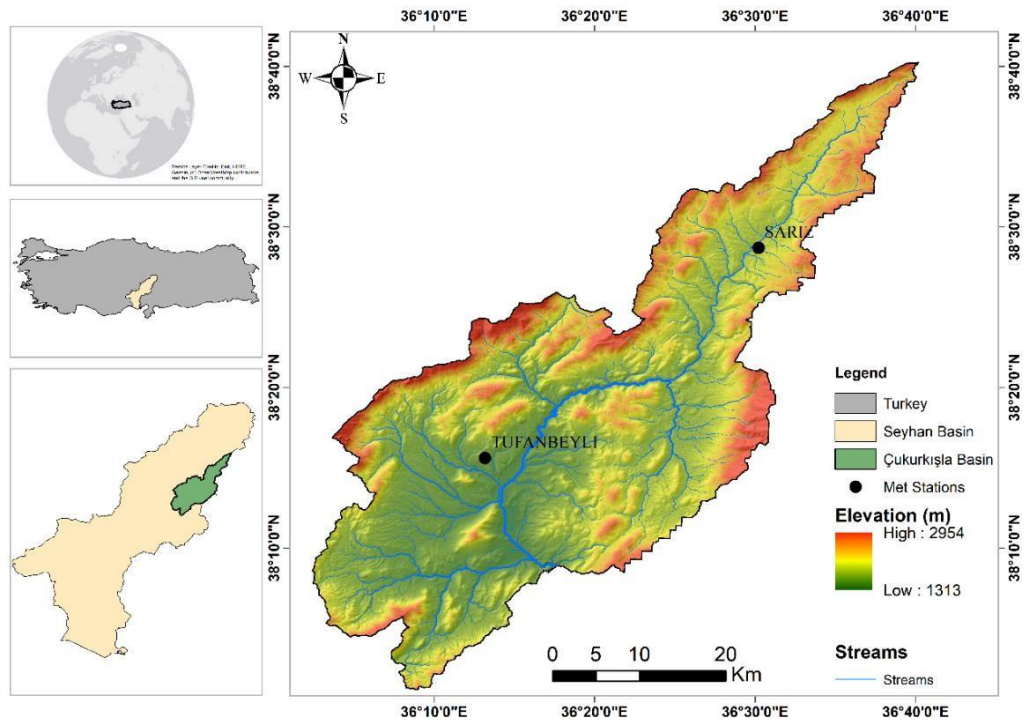 36°10'0"E 36°20'0"E 36°30'0"E 36°40'0"E
38°40'0"N
38°30'0"N
38°20'0"N
38°10'0"N
N
W E
S
SARIZ
TUFANBEYLI
Legend
Turkey
Seyhan Basin
Çukurkışla Basin
Met Stations
Elevation (m)
High : 2954
Low : 1313
Streams
Streams
0 5 10 20
Km
38°40'0"N
38°30'0"N
38°20'0"N
38°10'0"N
36°10'0"E 36°20'0"E 36°30'0"E 36°40'0"E